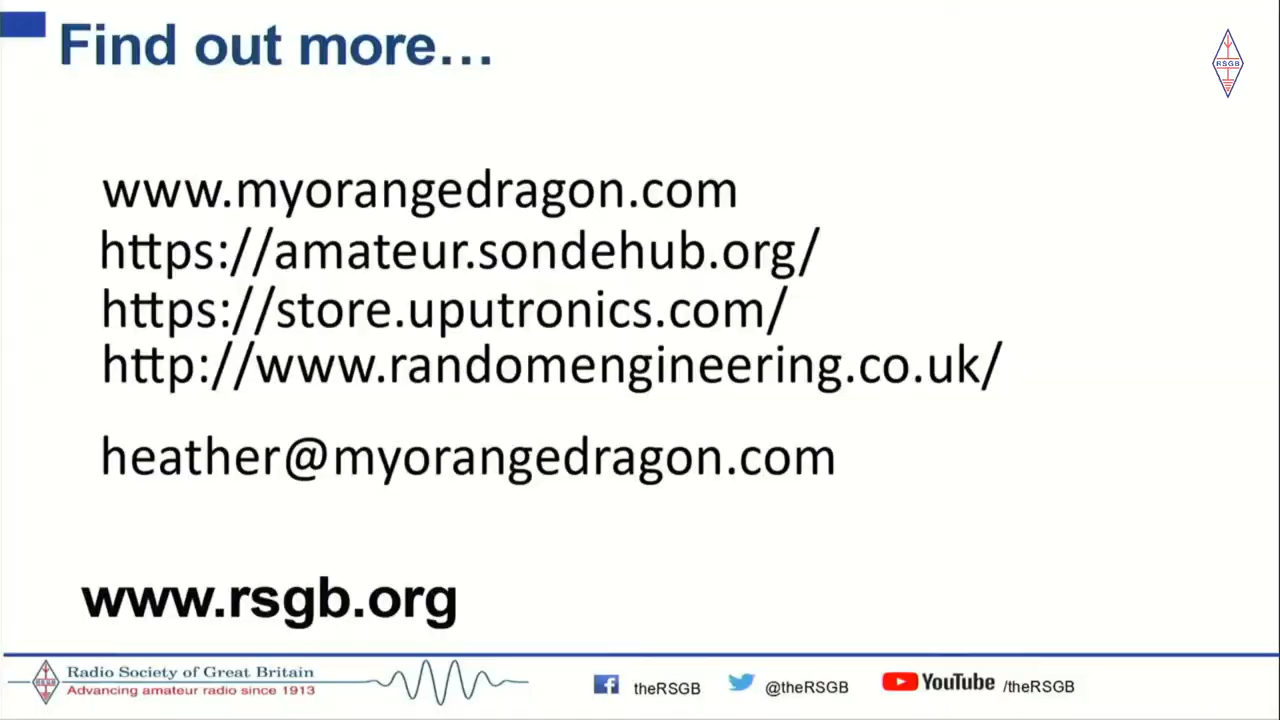 Find out more…
RSGB
www.myorangedragon.com
https://amateur.sondehub.org/
https://store.uputronics.com/
http://www.randomengineering.co.uk/
heather@myorangedragon.com
www.rsgb.org
RSGB
Radio Society of Great Britain
Advancing amateur radio since 1913
theRSGB
@theRSGB
YouTube /theRSGB